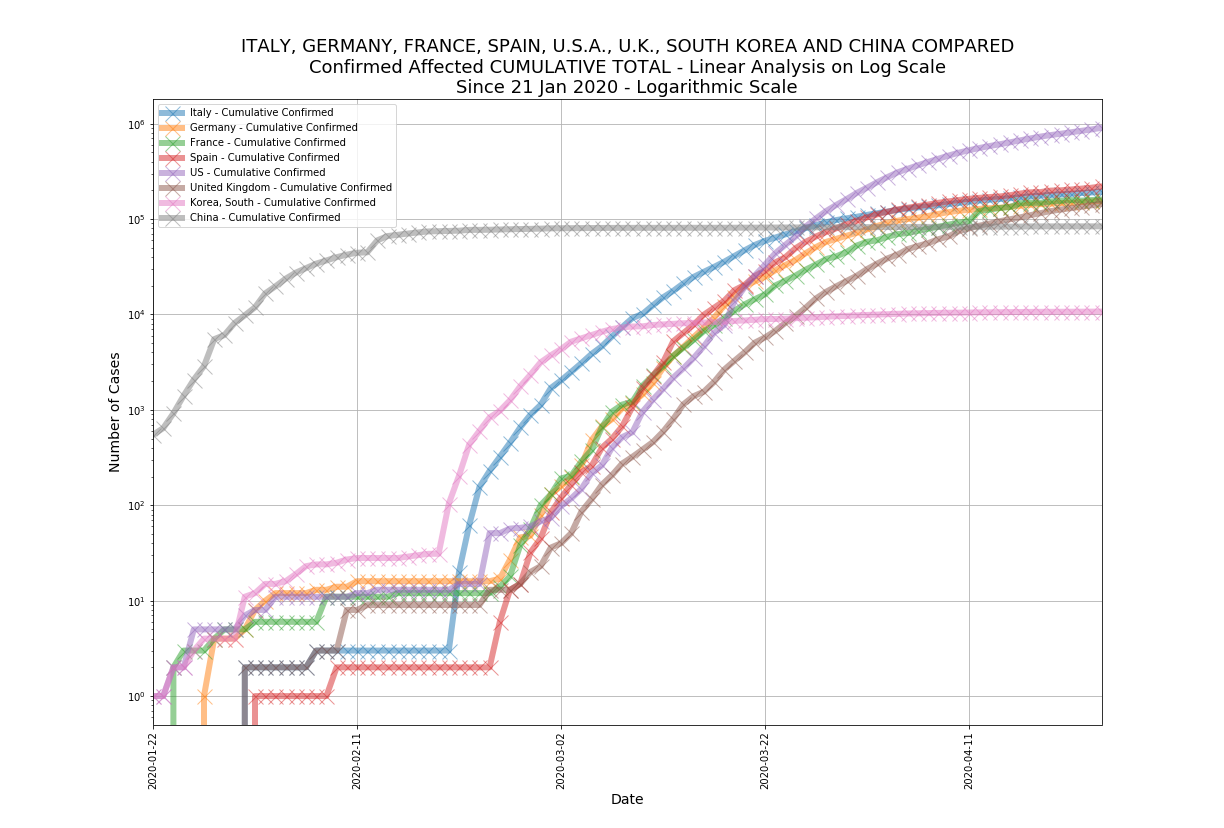 ITALY, GERMANY, FRANCE, SPAIN, U.S.A., U.K., SOUTH KOREA AND CHINA COMPARED
Confirmed Affected CUMULATIVE TOTAL - Linear Analysis on Log Scale
Since 21 Jan 2020 - Logarithmic Scale
Italy - Cumulative Confirmed
Germany - Cumulative Confirmed
France - Cumulative Confirmed
Spain - Cumulative Confirmed
US - Cumulative Confirmed
United Kingdom - Cumulative Confirmed
Korea, South - Cumulative Confirmed
China - Cumulative Confirmed
Number of Cases
10⁶
10⁵
10⁴
10³
10²
10¹
10⁰
2020-01-22
2020-02-11
2020-03-02
2020-03-22
2020-04-11
Date